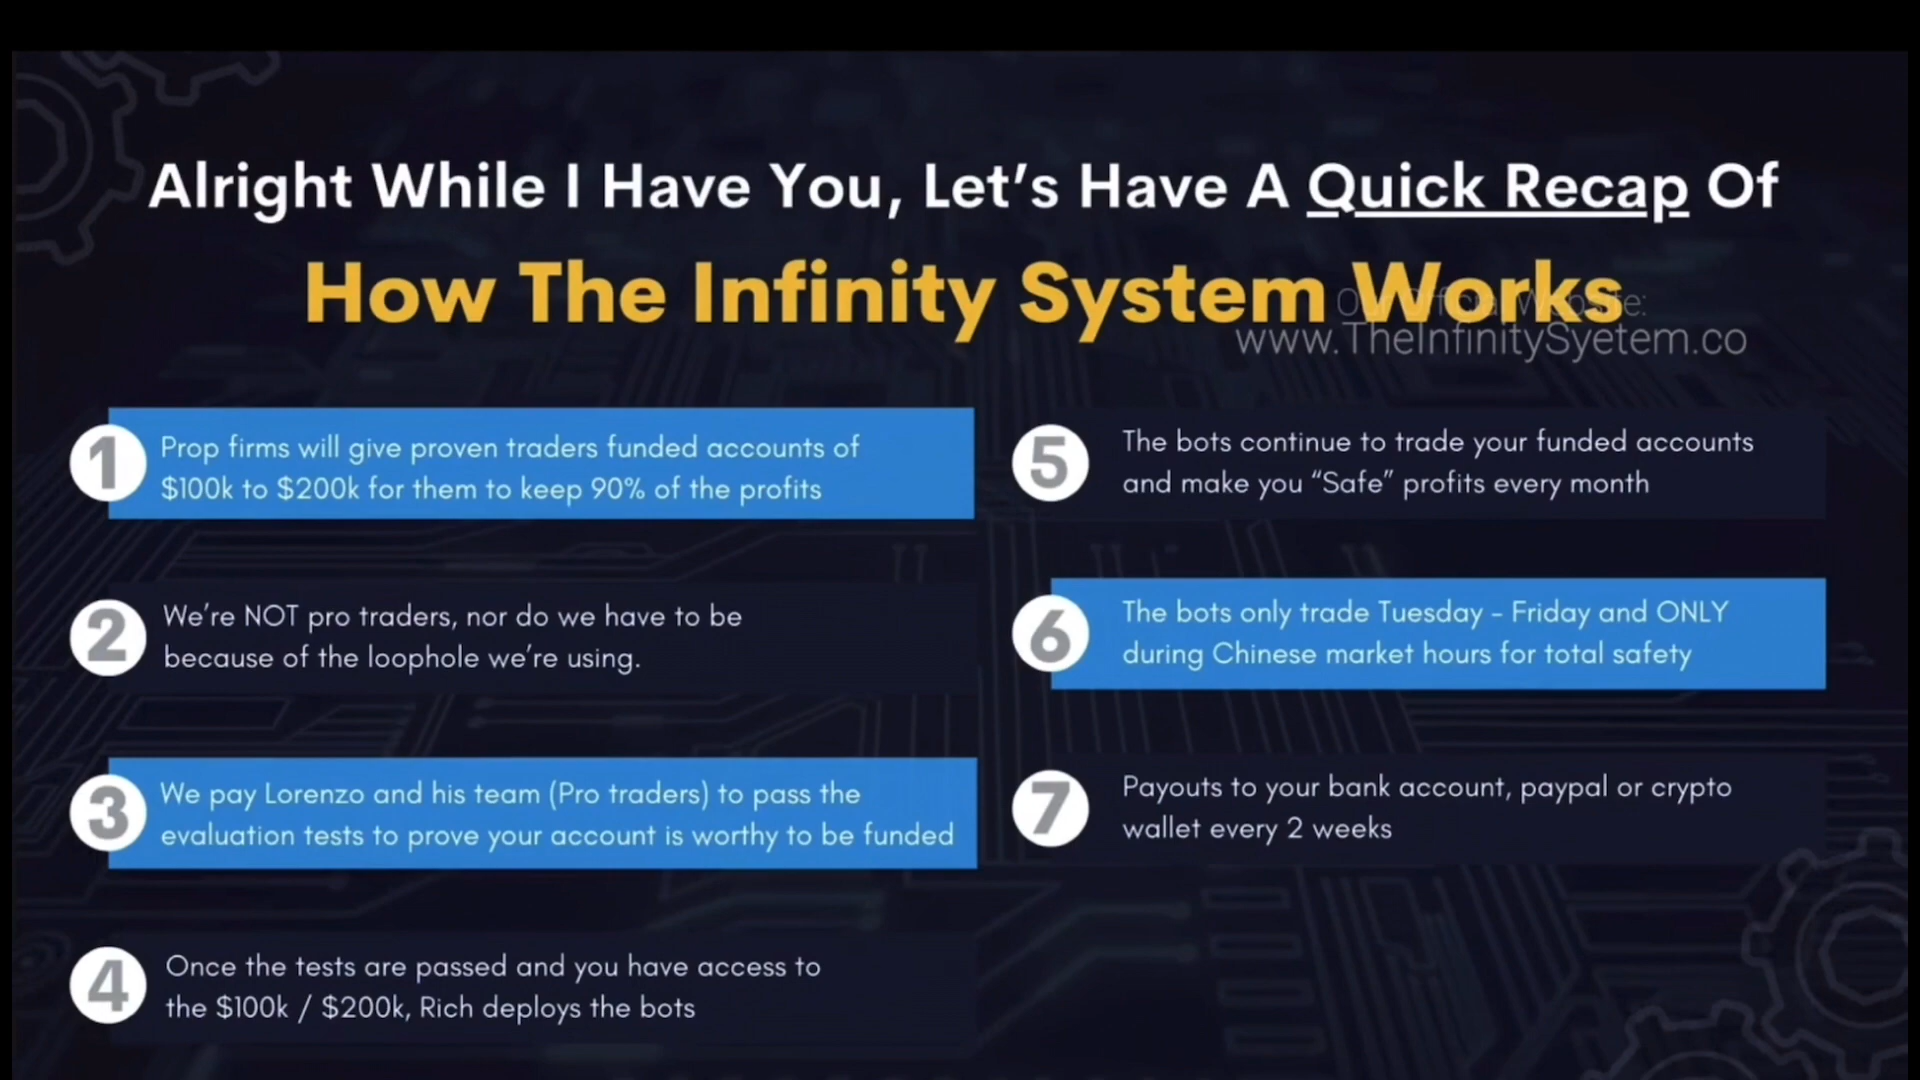 Alright While I Have You, Let's Have A Quick Recap Of
How The Infinity System Works
Our Official Website:
www.TheInfinitySyetem.co
1
Prop firms will give proven traders funded accounts of
$100k to $200k for them to keep 90% of the profits
2
We're NOT pro traders, nor do we have to be
because of the loophole we're using.
3
We pay Lorenzo and his team (Pro traders) to pass the
evaluation tests to prove your account is worthy to be funded
4
Once the tests are passed and you have access to
the $100k / $200k, Rich deploys the bots
5
The bots continue to trade your funded accounts
and make you “Safe” profits every month
6
The bots only trade Tuesday - Friday and ONLY
during Chinese market hours for total safety
7
Payouts to your bank account, paypal or crypto
wallet every 2 weeks